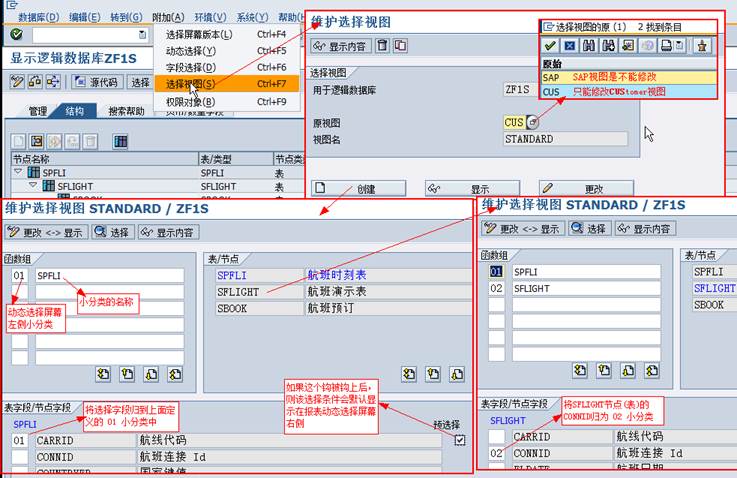 数据库(D) 编辑(E) 转到(G) 附加(A) 环境(V) 系统(Y) 帮助(H)
显示逻辑数据库ZF1S
源代码 选择
管理 结构 搜索帮助
节点名称 表/类型 节点类
SPFLI SPFLI 表
SFLIGHT SFLIGHT 表
选择屏幕版本(L) Ctrl+F4
动态选择(Y) Ctrl+F5
字段选择(D) Ctrl+F6
选择视图(S) Ctrl+F7
权限对象(B) Ctrl+F9
维护选择视图
显示内容
选择视图
用于逻辑数据库 ZF1S
原视图 CUS
视图名 STANDARD
创建 显示 更改
选择视图的原 (1) 2 找到条目
原始
SAP SAP视图是不能修改
CUS 只能修改CUStomer视图
维护选择视图 STANDARD / ZF1S
更改 <-> 显示 选择 显示内容
函数组
01 SPFLI
小分类的名称
动态选择屏幕
左侧小分类
表/节点
SPFLI 航班时刻表
SFLIGHT 航班演示表
SBOOK 航班预订
如果这个钩被钩上后,
则该选择条件会默认显
示在报表动态选择屏幕
右侧
表字段/节点字段
将选择字段归到上面定
义的 01 小分类中
SPFLI 预选择
01 CARRID 航线代码
CONNID 航班连接 Id
维护选择视图 STANDARD / ZF1S
更改 <-> 显示 选择 显示内容
函数组
01 SPFLI
02 SFLIGHT
表/节点
SPFLI
SFLIGHT
SBOOK
表字段/节点字段
将SFLIGHT节点(表)的
CONNID归为 02 小分类
SFLIGHT
CARRID 航线代码
02 CONNID 航班连接 Id